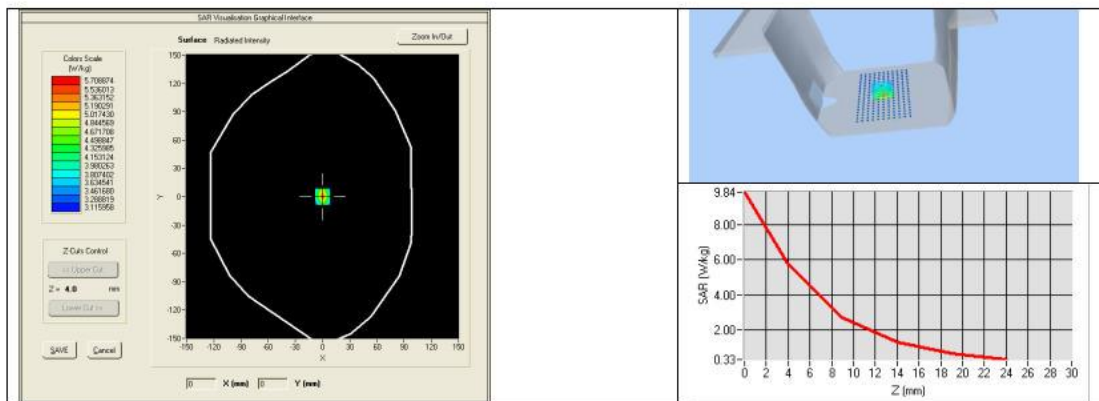 SAR Visualisation Graphical Interface
Surface Radiated Intensity
Zoom In/Out
Colors Scale
(W/kg)
5.708874
5.536013
5.363152
5.190291
5.017430
4.844569
4.671708
4.498847
4.325985
4.153124
3.980263
3.807402
3.634541
3.461680
3.288819
3.115958
Z-Cuts Control
<< Upper Cut
Z = 4.0 mm
Lower Cut >>
SAVE Cancel
150
120
90
60
30
Y 0
-30
-60
-90
-120
-150
-150 -120 -90 -60 -30 0 30 60 90 120 150
X
0 X (mm) 0 Y (mm)
9.84
8.00
6.00
4.00
2.00
0.33
SAR (W/kg)
0 2 4 6 8 10 12 14 16 18 20 22 24 26 28 30
Z (mm)